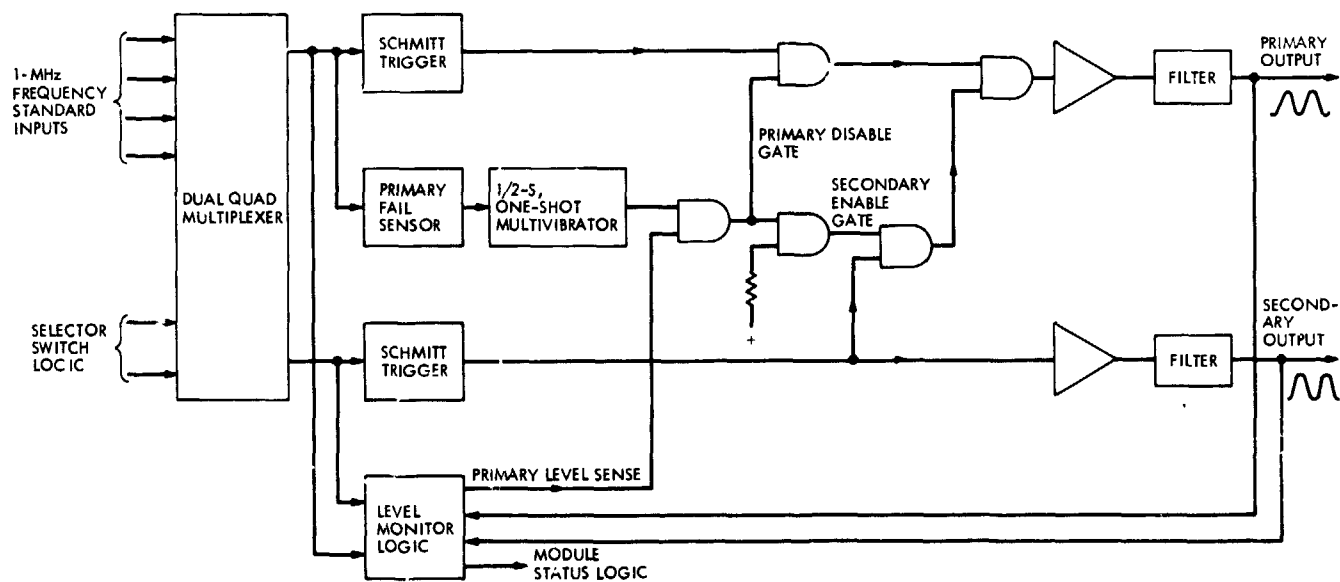 1-MHz
FREQUENCY
STANDARD
INPUTS
SELECTOR
SWITCH
LOGIC
DUAL QUAD
MULTIPLEXER
SCHMITT
TRIGGER
PRIMARY
FAIL
SENSOR
1/2-S,
ONE-SHOT
MULTIVIBRATOR
SCHMITT
TRIGGER
LEVEL
MONITOR
LOGIC
PRIMARY LEVEL SENSE
MODULE
STATUS LOGIC
PRIMARY DISABLE
GATE
SECONDARY
ENABLE
GATE
+
FILTER
PRIMARY
OUTPUT
FILTER
SECOND-
ARY
OUTPUT